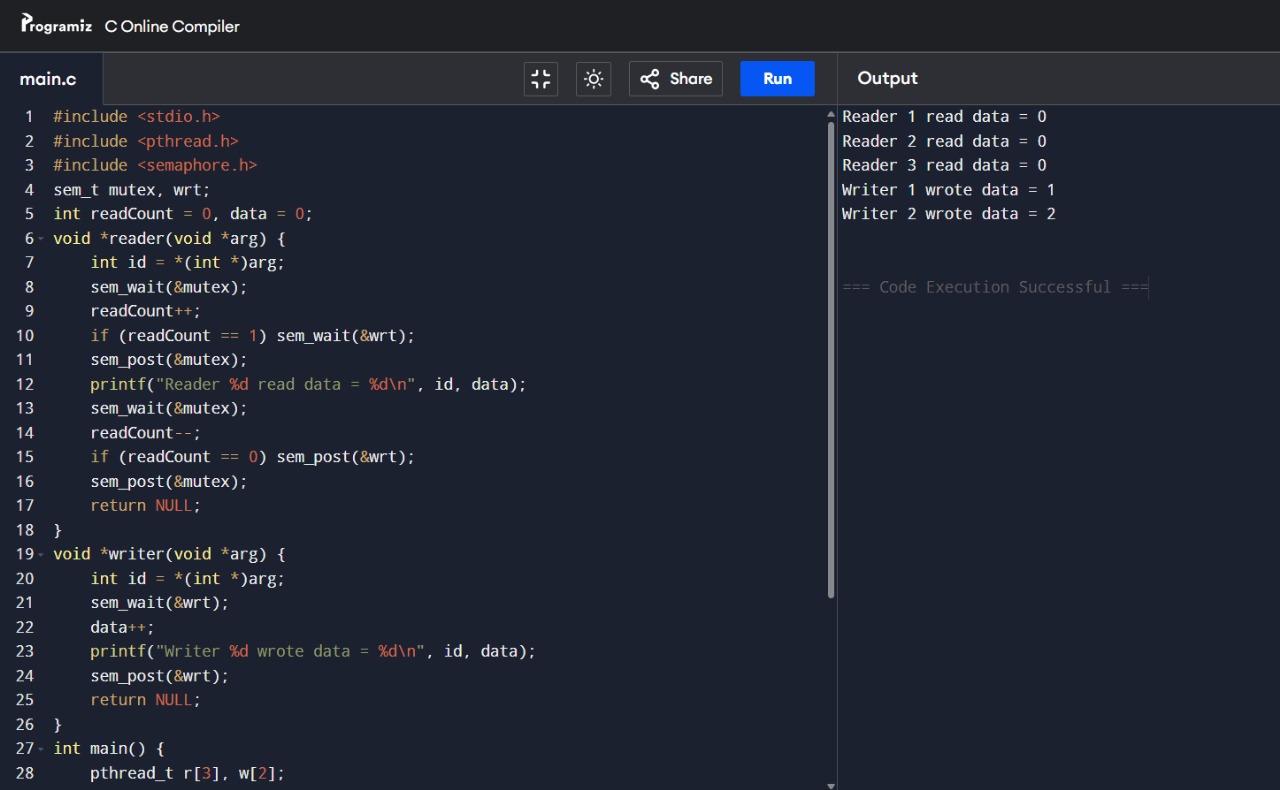 Programiz C Online Compiler
main.c Share Run Output
1 #include <stdio.h>
2 #include <pthread.h>
3 #include <semaphore.h>
4 sem_t mutex, wrt;
5 int readCount = 0, data = 0;
6 void *reader(void *arg) {
7     int id = *(int *)arg;
8     sem_wait(&mutex);
9     readCount++;
10     if (readCount == 1) sem_wait(&wrt);
11     sem_post(&mutex);
12     printf("Reader %d read data = %d\n", id, data);
13     sem_wait(&mutex);
14     readCount--;
15     if (readCount == 0) sem_post(&wrt);
16     sem_post(&mutex);
17     return NULL;
18 }
19 void *writer(void *arg) {
20     int id = *(int *)arg;
21     sem_wait(&wrt);
22     data++;
23     printf("Writer %d wrote data = %d\n", id, data);
24     sem_post(&wrt);
25     return NULL;
26 }
27 int main() {
28     pthread_t r[3], w[2];
Reader 1 read data = 0
Reader 2 read data = 0
Reader 3 read data = 0
Writer 1 wrote data = 1
Writer 2 wrote data = 2
=== Code Execution Successful ===